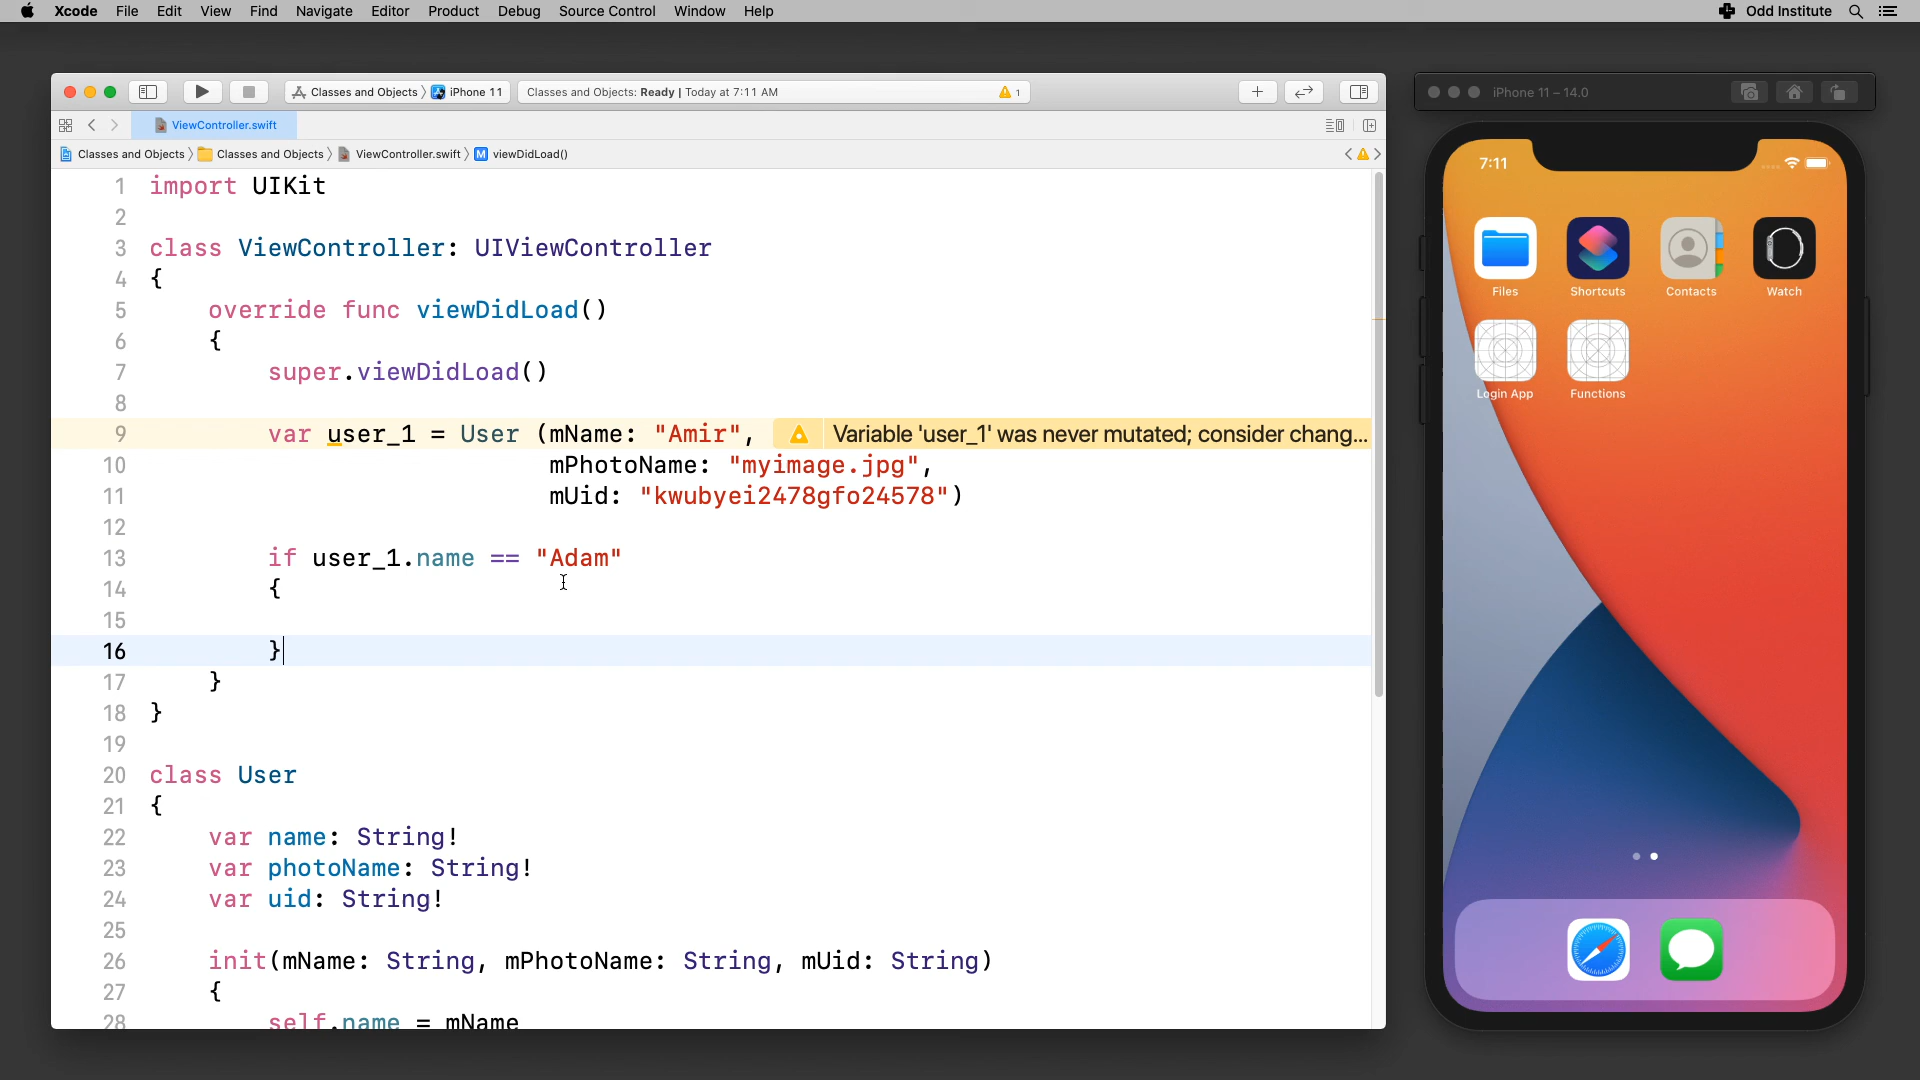 Xcode File Edit View Find Navigate Editor Product Debug Source Control Window Help Odd Institute
Classes and Objects iPhone 11 Classes and Objects: Ready | Today at 7:11 AM 1
iPhone 11 – 14.0
ViewController.swift
Classes and Objects Classes and Objects ViewController.swift M viewDidLoad()
1 import UIKit
2
3 class ViewController: UIViewController
4 {
5 override func viewDidLoad()
6 {
7 super.viewDidLoad()
8
9 var user_1 = User (mName: "Amir", Variable 'user_1' was never mutated; consider chang...
10 mPhotoName: "myimage.jpg",
11 mUid: "kwubyei2478gfo24578")
12
13 if user_1.name == "Adam"
14 {
15
16 }
17 }
18 }
19
20 class User
21 {
22 var name: String!
23 var photoName: String!
24 var uid: String!
25
26 init(mName: String, mPhotoName: String, mUid: String)
27 {
28 self.name = mName
7:11
Files Shortcuts Contacts Watch
Login App Functions